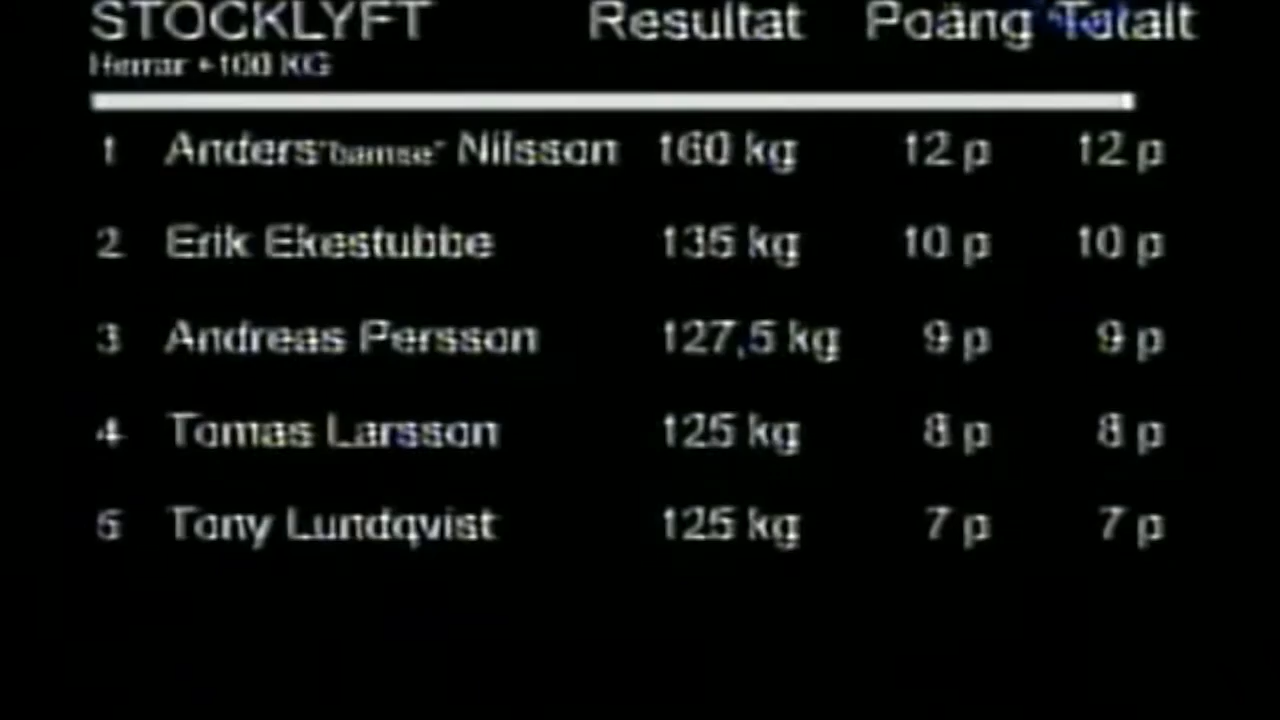 STOCKLYFT Resultat Poäng Totalt
Herrar +100 KG
1 Anders "bamse" Nilsson 160 kg 12 p 12 p
2 Erik Ekestubbe 135 kg 10 p 10 p
3 Andreas Persson 127,5 kg 9 p 9 p
4 Tomas Larsson 125 kg 8 p 8 p
5 Tony Lundqvist 125 kg 7 p 7 p